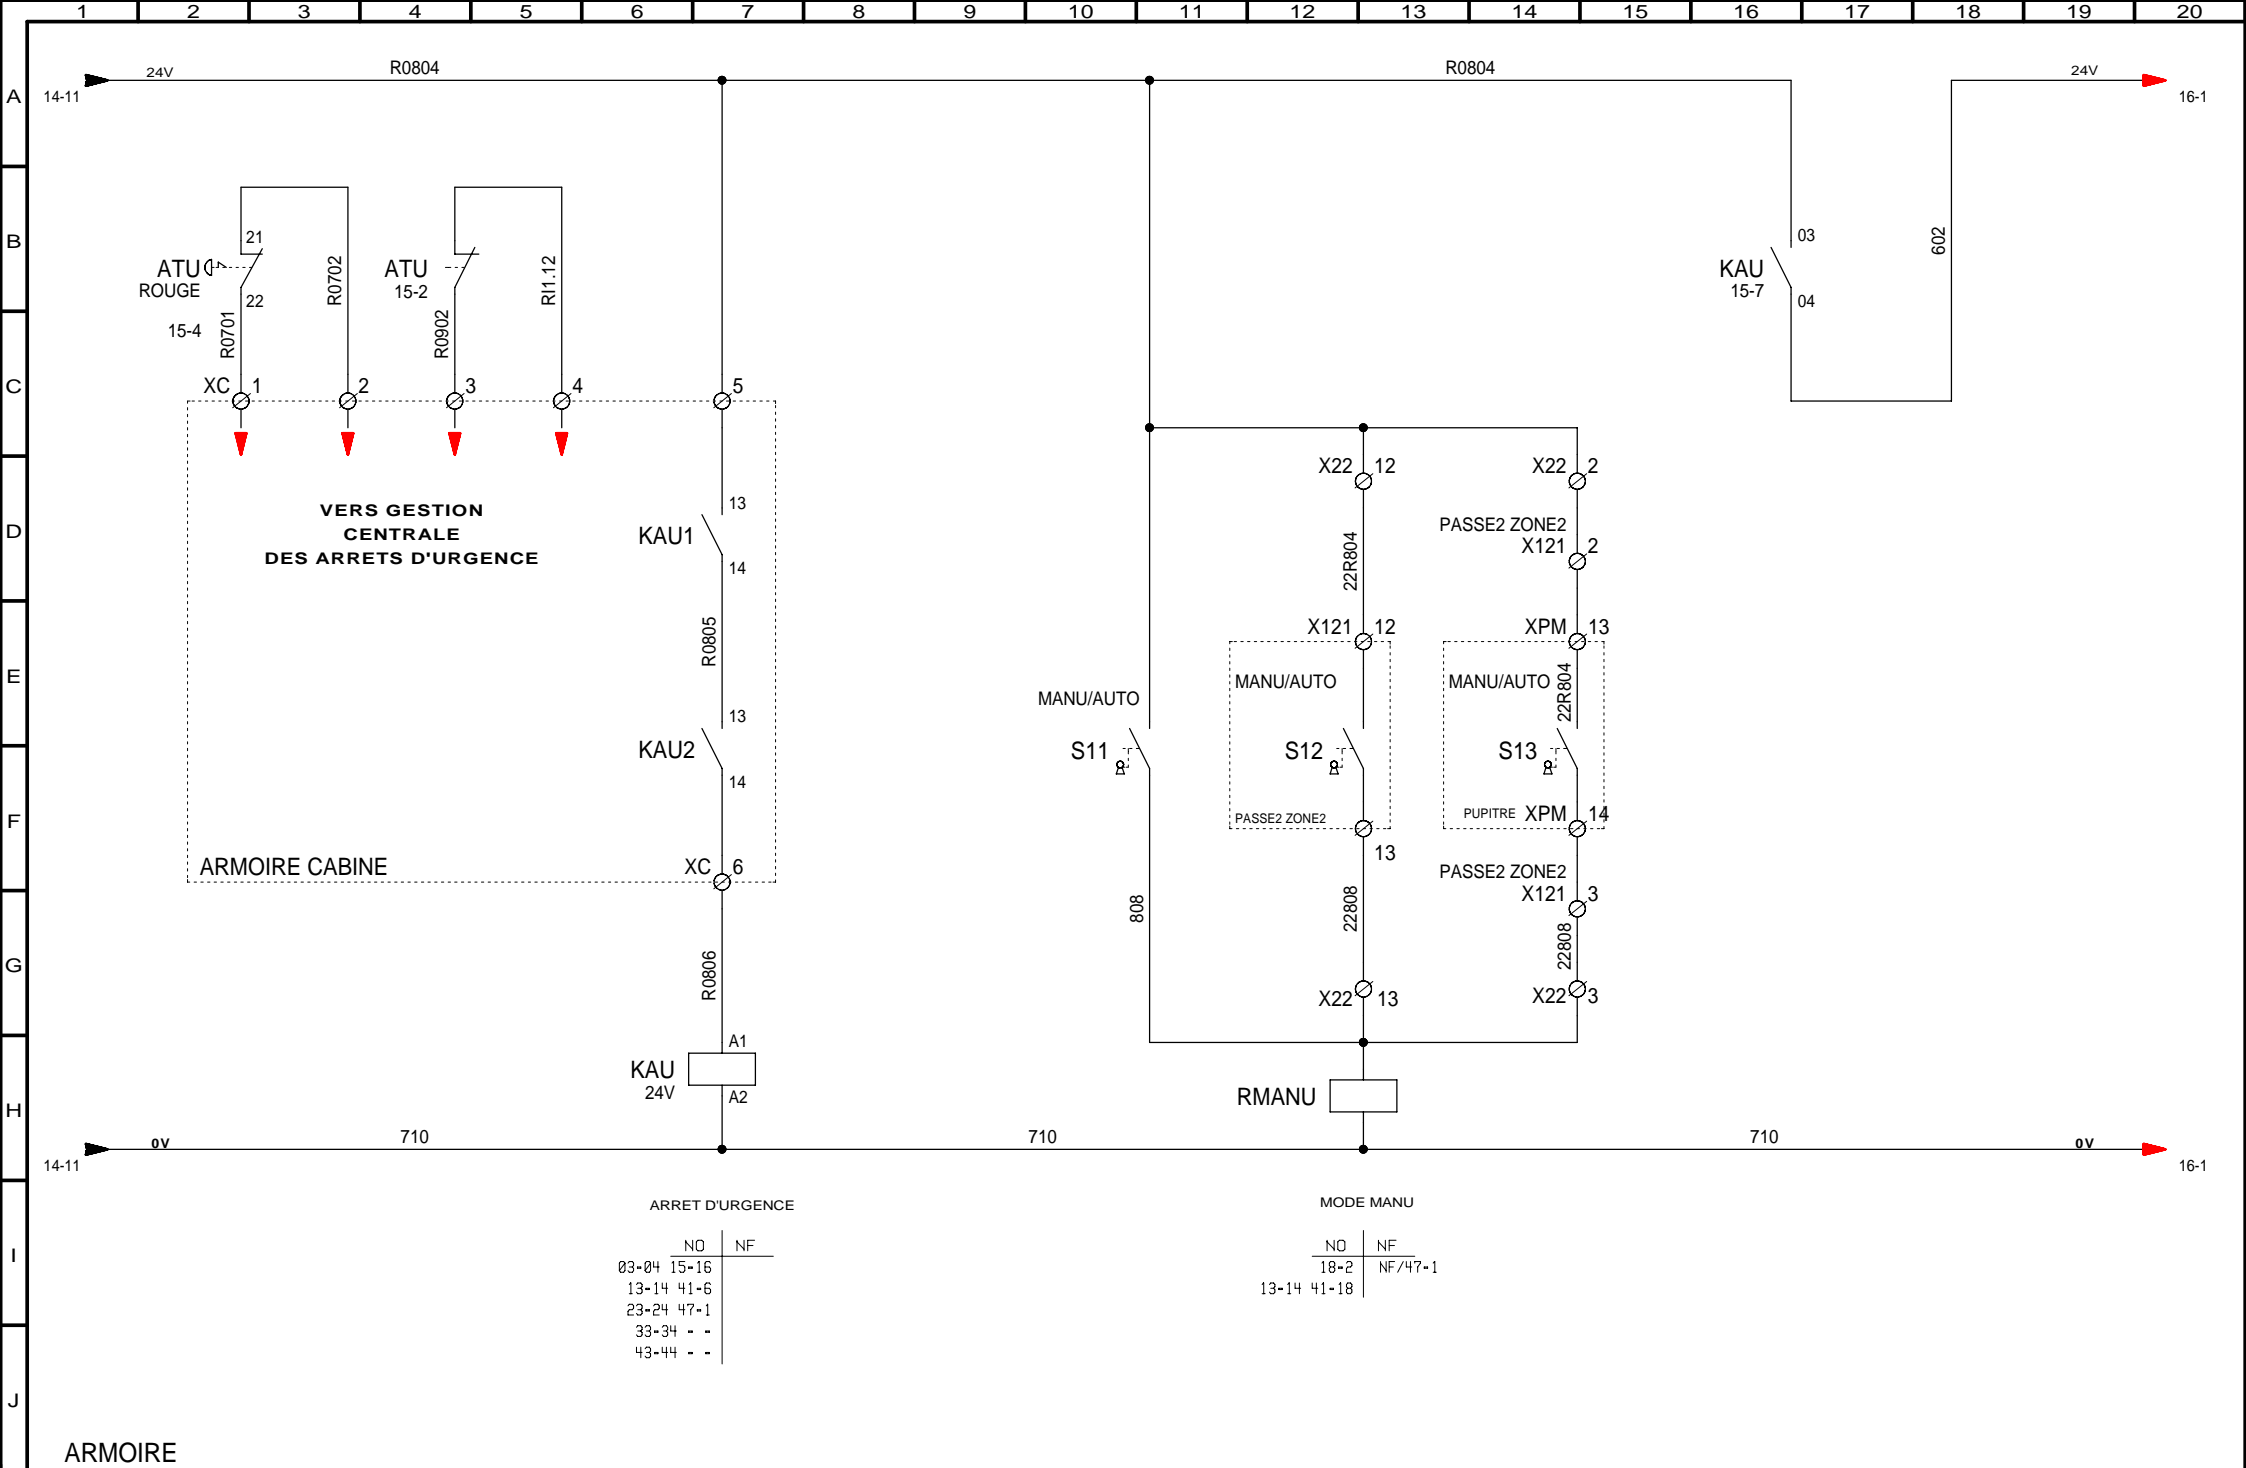 1 2 3 4 5 6 7 8 9 10 11 12 13 14 15 16 17 18 19 20
A
B
C
D
E
F
G
H
I
J
24V R0804 R0804 24V
14-11 16-1
21
ATU
ROUGE
22
15-4
R0701
R0702
ATU
15-2
R0902
RI1.12
03
KAU
15-7
04
602
XC 1 2 3 4 5
VERS GESTION
CENTRALE
DES ARRETS D'URGENCE
13
KAU1
14
R0805
13
KAU2
14
ARMOIRE CABINE
XC 6
R0806
A1
KAU
24V
A2
MANU/AUTO
S11
808
X22 12
22R804
X121 12
MANU/AUTO
S12
PASSE2 ZONE2
13
22808
X22 13
X22 2
PASSE2 ZONE2
X121 2
XPM 13
MANU/AUTO
22R804
S13
PUPITRE XPM 14
PASSE2 ZONE2
X121 3
22808
X22 3
RMANU
0V 710 710 710 0V
14-11 16-1
ARRET D'URGENCE
NO NF
03-04 15-16
13-14 41-6
23-24 47-1
33-34 - -
43-44 - -
MODE MANU
NO NF
18-2 NF/47-1
13-14 41-18
ARMOIRE